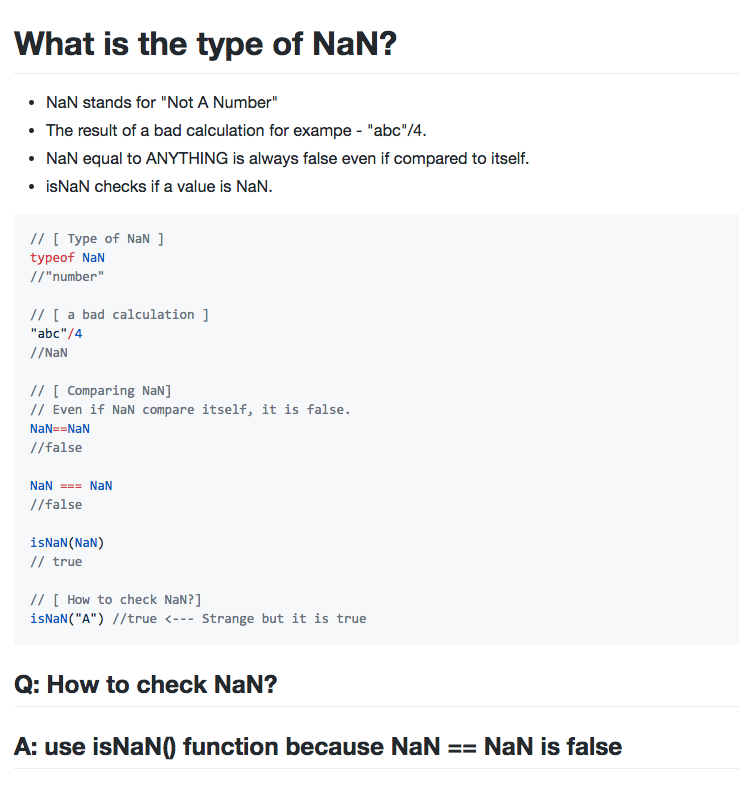 What is the type of NaN?
• NaN stands for "Not A Number"
• The result of a bad calculation for exampe - "abc"/4.
• NaN equal to ANYTHING is always false even if compared to itself.
• isNaN checks if a value is NaN.
// [ Type of NaN ]
typeof NaN
//"number"
// [ a bad calculation ]
"abc"/4
//NaN
// [ Comparing NaN]
// Even if NaN compare itself, it is false.
NaN==NaN
//false
NaN === NaN
//false
isNaN(NaN)
// true
// [ How to check NaN?]
isNaN("A") //true <--- Strange but it is true
Q: How to check NaN?
A: use isNaN() function because NaN == NaN is false